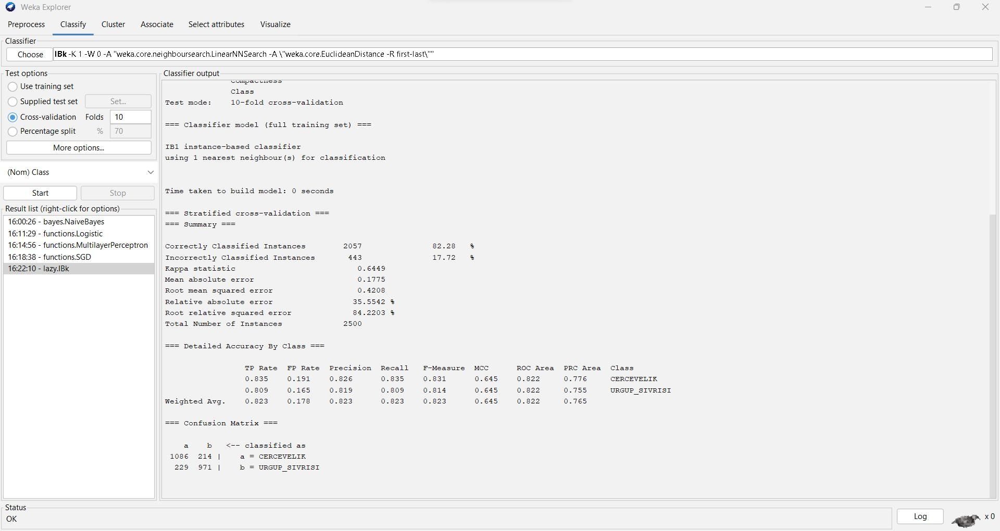 Weka Explorer
Preprocess Classify Cluster Associate Select attributes Visualize
Classifier
Choose IBk -K 1 -W 0 -A "weka.core.neighboursearch.LinearNNSearch -A \"weka.core.EuclideanDistance -R first-last\""
Test options
Use training set
Supplied test set Set...
Cross-validation Folds 10
Percentage split % 70
More options...
(Nom) Class
Start Stop
Result list (right-click for options)
16:00:26 - bayes.NaiveBayes
16:11:29 - functions.Logistic
16:14:56 - functions.MultilayerPerceptron
16:18:38 - functions.SGD
16:22:10 - lazy.IBk
Classifier output
Compactness
Class
Test mode: 10-fold cross-validation
=== Classifier model (full training set) ===
IB1 instance-based classifier
using 1 nearest neighbour(s) for classification
Time taken to build model: 0 seconds
=== Stratified cross-validation ===
=== Summary ===
Correctly Classified Instances 2057 82.28 %
Incorrectly Classified Instances 443 17.72 %
Kappa statistic 0.6449
Mean absolute error 0.1775
Root mean squared error 0.4208
Relative absolute error 35.5542 %
Root relative squared error 84.2203 %
Total Number of Instances 2500
=== Detailed Accuracy By Class ===
TP Rate FP Rate Precision Recall F-Measure MCC ROC Area PRC Area Class
0.835 0.191 0.826 0.835 0.831 0.645 0.822 0.776 CERCEVELIK
0.809 0.165 0.819 0.809 0.814 0.645 0.822 0.755 URGUP_SIVRISI
Weighted Avg. 0.823 0.178 0.823 0.823 0.823 0.645 0.822 0.765
=== Confusion Matrix ===
a b <-- classified as
1086 214 | a = CERCEVELIK
229 971 | b = URGUP_SIVRISI
Status
OK
Log x 0